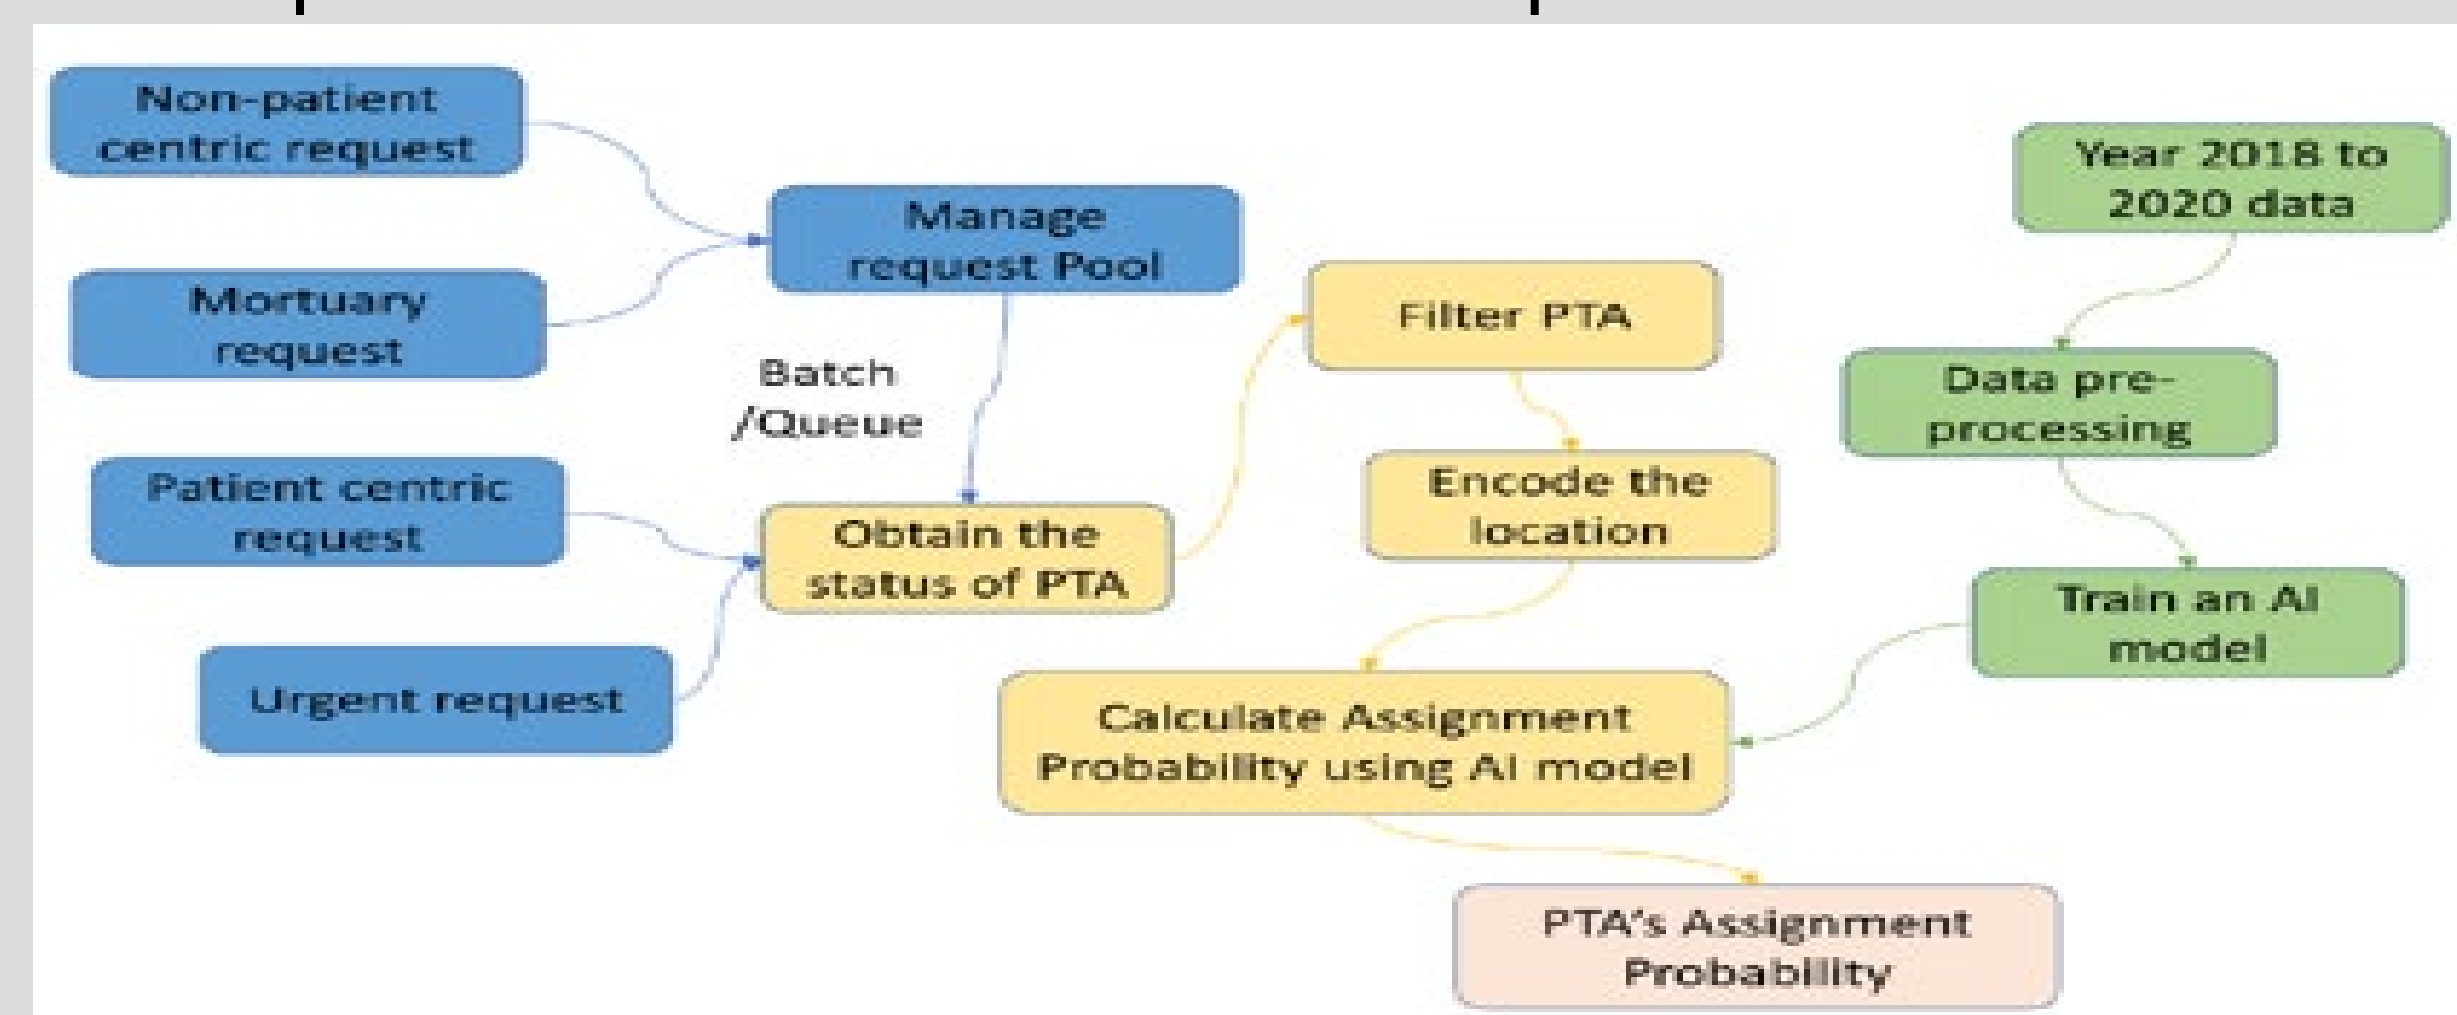 Non-patient
centric request
Mortuary
request
Patient centric
request
Urgent request
Manage
request Pool
Batch
/Queue
Obtain the
status of PTA
Filter PTA
Encode the
location
Calculate Assignment
Probability using AI model
PTA's Assignment
Probability
Year 2018 to
2020 data
Data pre-
processing
Train an AI
model